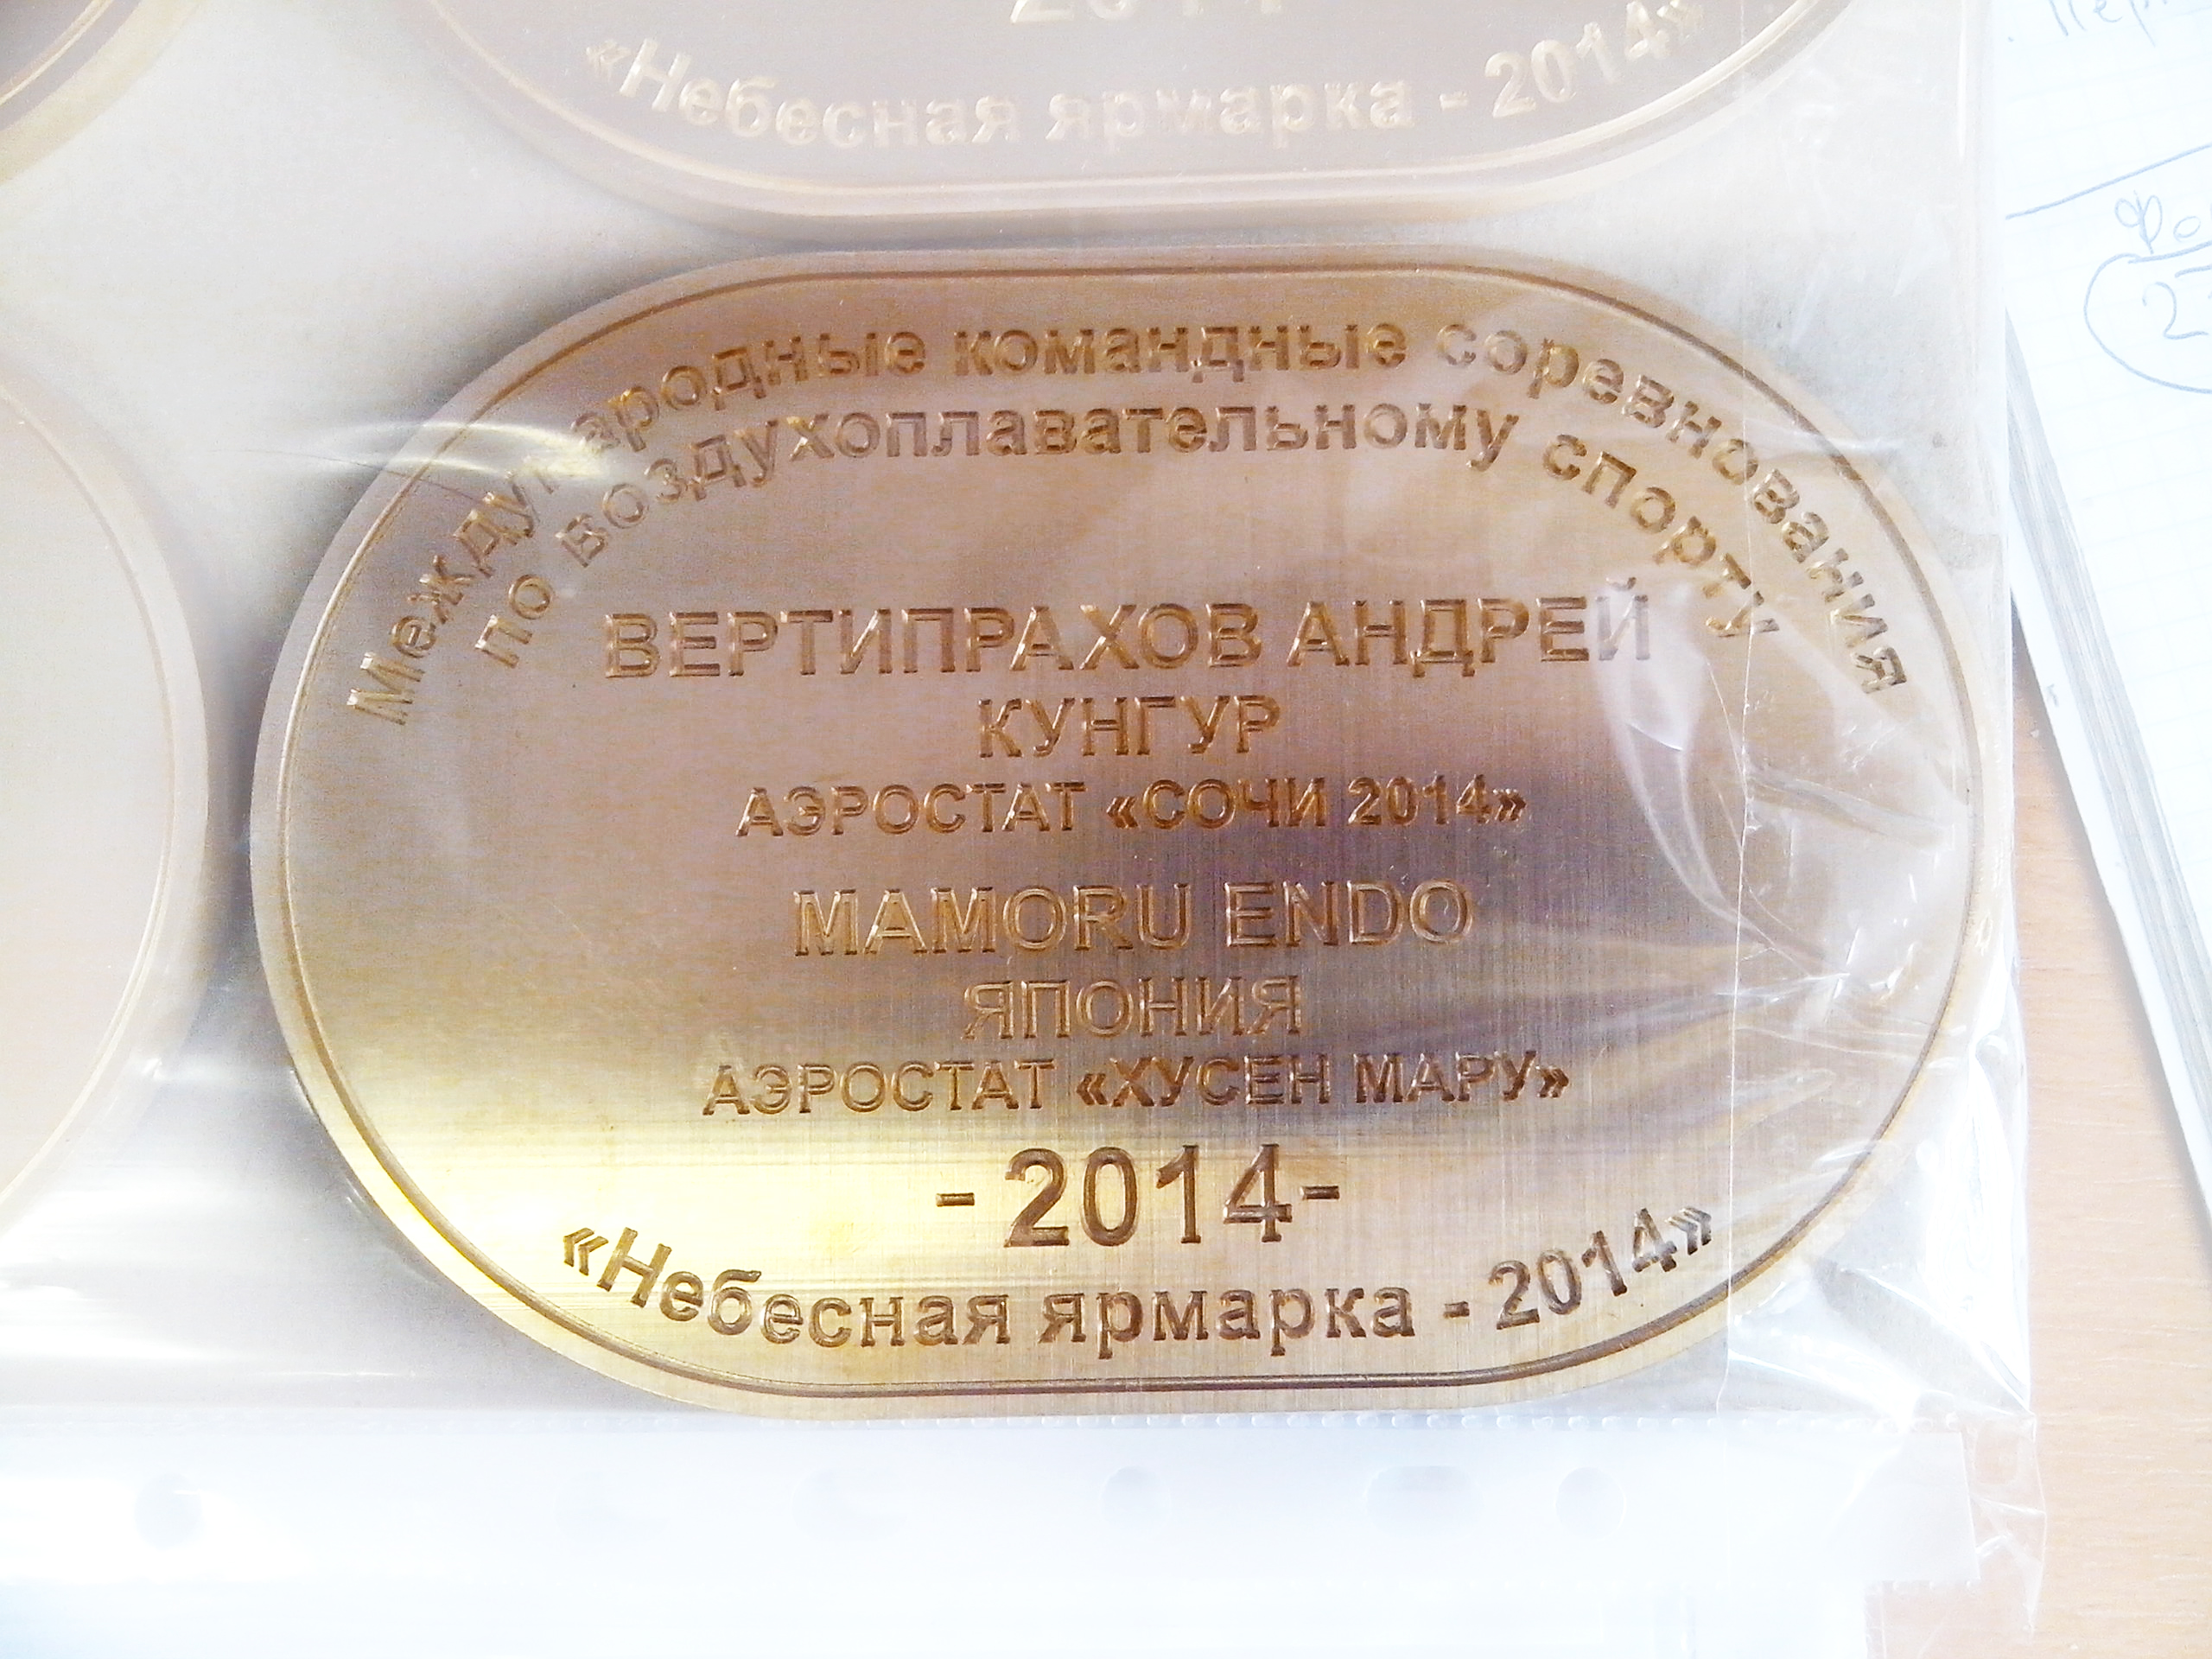 2014
«Небесная ярмарка - 2014»
Международные командные соревнования
по воздухоплавательному спорту
ВЕРТИПРАХОВ АНДРЕЙ
КУНГУР
АЭРОСТАТ «СОЧИ 2014»
MAMORU ENDO
ЯПОНИЯ
АЭРОСТАТ «ХУСЕН МАРУ»
- 2014-
«Небесная ярмарка - 2014»